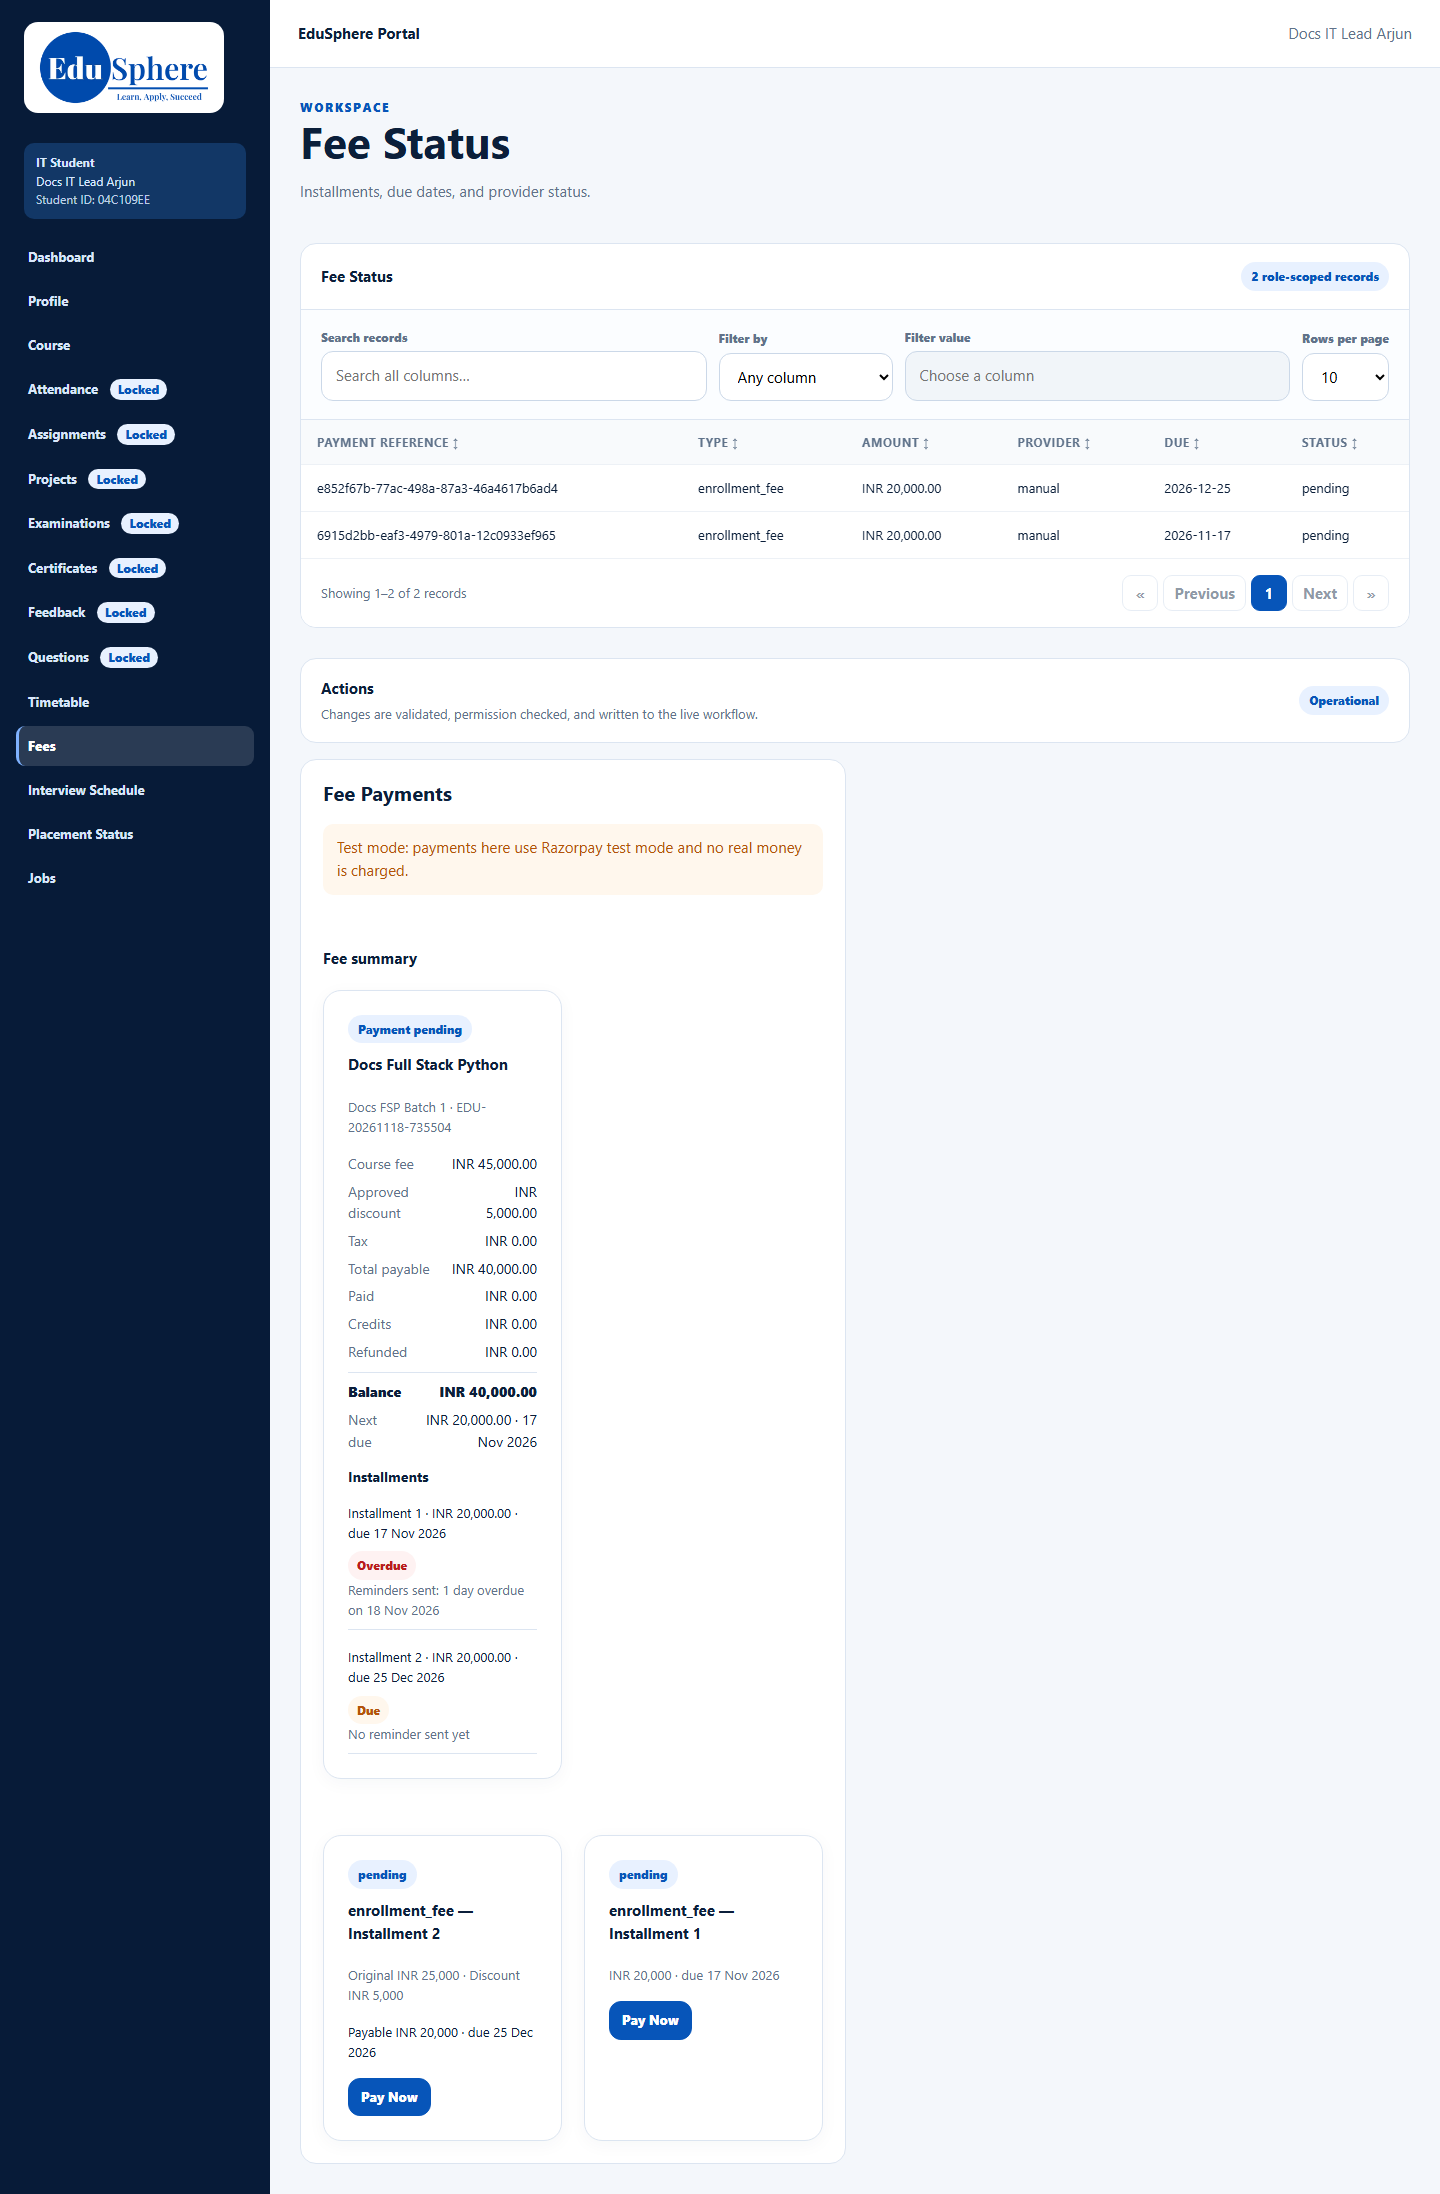 Edu Sphere
Learn. Apply, Succeed
IT Student
Docs IT Lead Arjun
Student ID: 04C109EE
Dashboard
Profile
Course
Attendance Locked
Assignments Locked
Projects Locked
Examinations Locked
Certificates Locked
Feedback Locked
Questions Locked
Timetable
Fees
Interview Schedule
Placement Status
Jobs
EduSphere Portal
Docs IT Lead Arjun
WORKSPACE
Fee Status
Installments, due dates, and provider status.
Fee Status
2 role-scoped records
Search records Filter by Filter value Rows per page
Search all columns... Any column Choose a column 10
PAYMENT REFERENCE ↕ TYPE ↕ AMOUNT ↕ PROVIDER ↕ DUE ↕ STATUS ↕
e852f67b-77ac-498a-87a3-46a4617b6ad4 enrollment_fee INR 20,000.00 manual 2026-12-25 pending
6915d2bb-eaf3-4979-801a-12c0933ef965 enrollment_fee INR 20,000.00 manual 2026-11-17 pending
Showing 1–2 of 2 records
« Previous 1 Next »
Actions
Changes are validated, permission checked, and written to the live workflow.
Operational
Fee Payments
Test mode: payments here use Razorpay test mode and no real money
is charged.
Fee summary
Payment pending
Docs Full Stack Python
Docs FSP Batch 1 · EDU-
20261118-735504
Course fee INR 45,000.00
Approved INR
discount 5,000.00
Tax INR 0.00
Total payable INR 40,000.00
Paid INR 0.00
Credits INR 0.00
Refunded INR 0.00
Balance INR 40,000.00
Next INR 20,000.00 · 17
due Nov 2026
Installments
Installment 1 · INR 20,000.00 ·
due 17 Nov 2026
Overdue
Reminders sent: 1 day overdue
on 18 Nov 2026
Installment 2 · INR 20,000.00 ·
due 25 Dec 2026
Due
No reminder sent yet
pending
enrollment_fee —
Installment 2
Original INR 25,000 · Discount
INR 5,000
Payable INR 20,000 · due 25 Dec
2026
Pay Now
pending
enrollment_fee —
Installment 1
INR 20,000 · due 17 Nov 2026
Pay Now